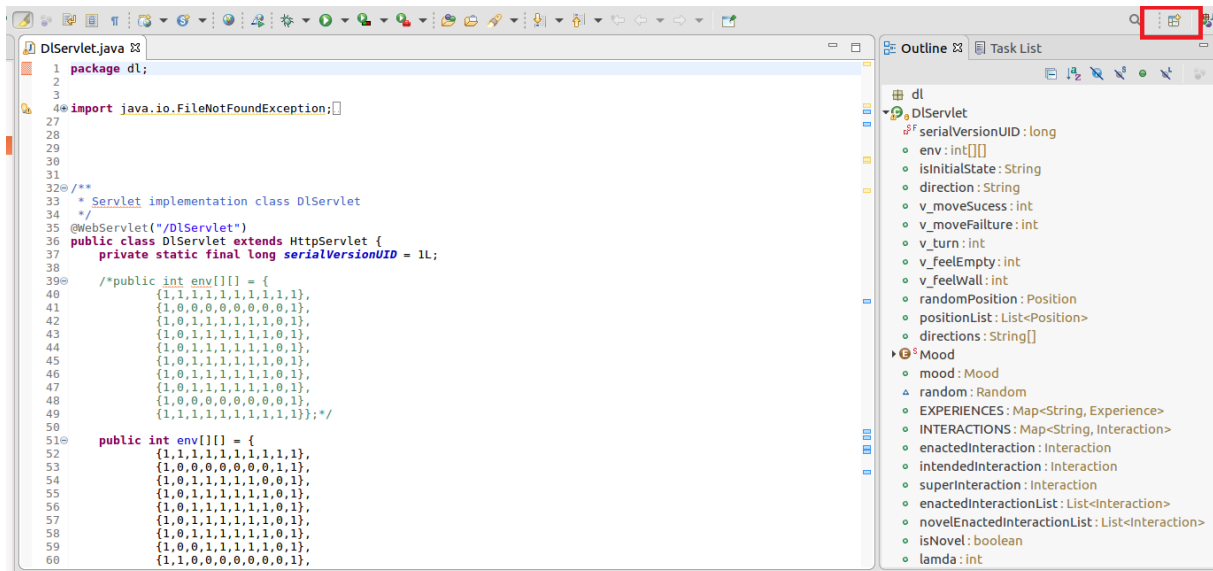 DlServlet.java
1 package dl;
2
3
4 import java.io.FileNotFoundException;
27
28
29
30
31
32 /**
33 * Servlet implementation class DlServlet
34 */
35 @WebServlet("/DlServlet")
36 public class DlServlet extends HttpServlet {
37 private static final long serialVersionUID = 1L;
38
39 /*public int env[][] = {
40 {1,1,1,1,1,1,1,1,1,1},
41 {1,0,0,0,0,0,0,0,0,1},
42 {1,0,1,1,1,1,1,1,0,1},
43 {1,0,1,1,1,1,1,1,0,1},
44 {1,0,1,1,1,1,1,1,0,1},
45 {1,0,1,1,1,1,1,1,0,1},
46 {1,0,1,1,1,1,1,1,0,1},
47 {1,0,1,1,1,1,1,1,0,1},
48 {1,0,0,0,0,0,0,0,0,1},
49 {1,1,1,1,1,1,1,1,1,1}};*/
50
51 public int env[][] = {
52 {1,1,1,1,1,1,1,1,1,1},
53 {1,0,0,0,0,0,0,0,1,1},
54 {1,0,1,1,1,1,1,0,0,1},
55 {1,0,1,1,1,1,1,1,0,1},
56 {1,0,1,1,1,1,1,1,0,1},
57 {1,0,1,1,1,1,1,1,0,1},
58 {1,0,1,1,1,1,1,1,0,1},
59 {1,0,0,1,1,1,1,1,0,1},
60 {1,1,0,0,0,0,0,0,0,1},
Outline
Task List
dl
DlServlet
serialVersionUID : long
env : int[][]
isInitialState : String
direction : String
v_moveSucess : int
v_moveFailture : int
v_turn : int
v_feelEmpty : int
v_feelWall : int
randomPosition : Position
positionList : List<Position>
directions : String[]
Mood
mood : Mood
random : Random
EXPERIENCES : Map<String, Experience>
INTERACTIONS : Map<String, Interaction>
enactedInteraction : Interaction
intendedInteraction : Interaction
superInteraction : Interaction
enactedInteractionList : List<Interaction>
novelEnactedInteractionList : List<Interaction>
isNovel : boolean
lamda : int